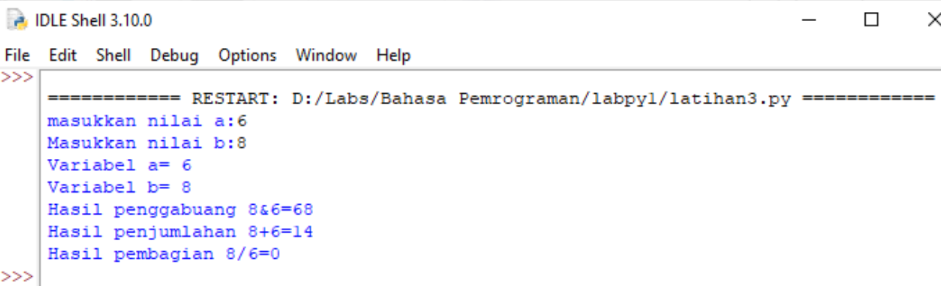 IDLE Shell 3.10.0
File Edit Shell Debug Options Window Help
>>>
============ RESTART: D:/Labs/Bahasa Pemrograman/labpy1/latihan3.py ============
masukkan nilai a:6
Masukkan nilai b:8
Variabel a= 6
Variabel b= 8
Hasil penggabuang 8&6=68
Hasil penjumlahan 8+6=14
Hasil pembagian 8/6=0
>>>